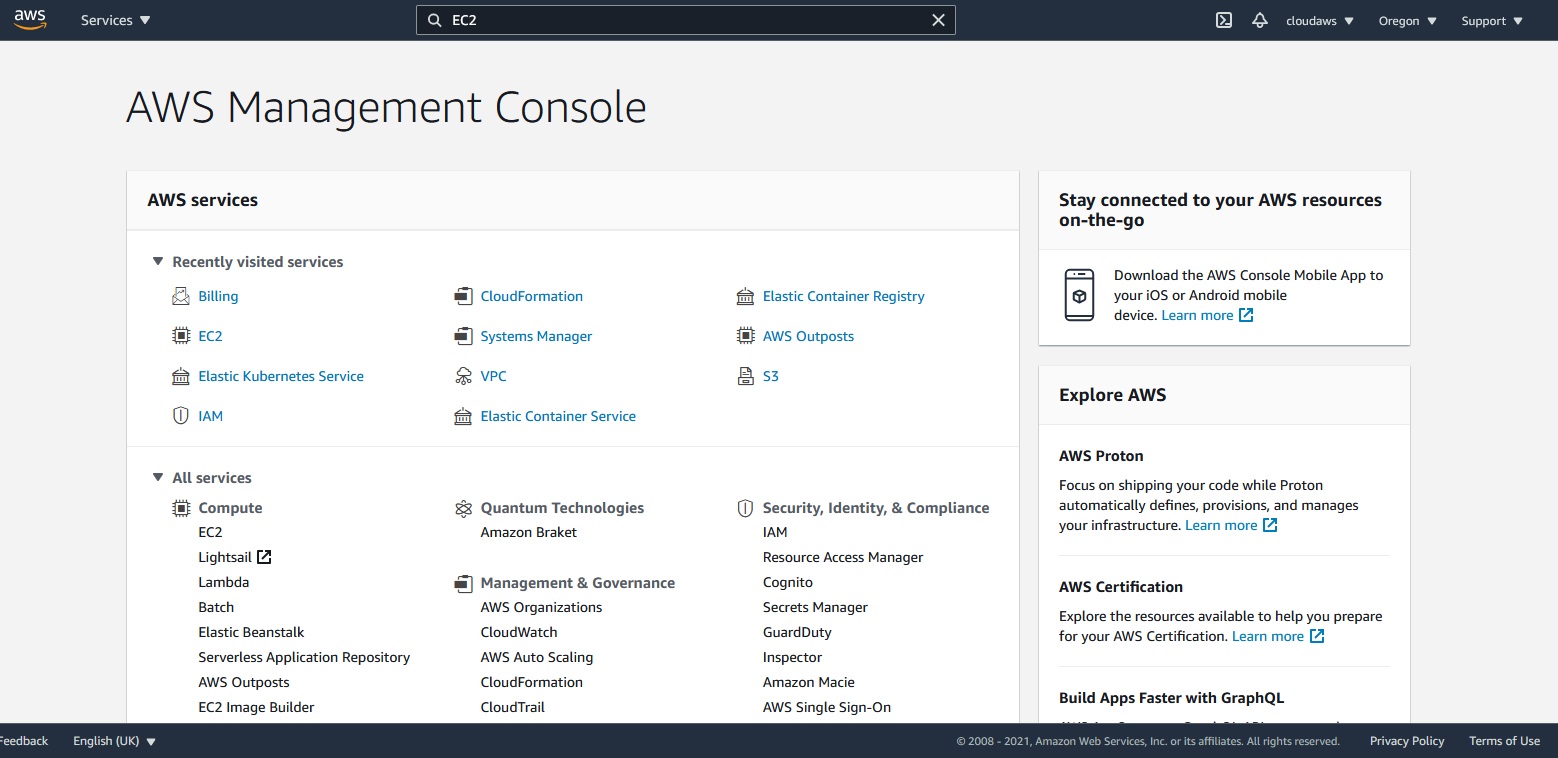 aws
Services
EC2
cloudaws
Oregon
Support
AWS Management Console
AWS services
Recently visited services
Billing
CloudFormation
Elastic Container Registry
EC2
Systems Manager
AWS Outposts
Elastic Kubernetes Service
VPC
S3
IAM
Elastic Container Service
All services
Compute
EC2
Lightsail
Lambda
Batch
Elastic Beanstalk
Serverless Application Repository
AWS Outposts
EC2 Image Builder
Quantum Technologies
Amazon Braket
Management & Governance
AWS Organizations
CloudWatch
AWS Auto Scaling
CloudFormation
CloudTrail
Security, Identity, & Compliance
IAM
Resource Access Manager
Cognito
Secrets Manager
GuardDuty
Inspector
Amazon Macie
AWS Single Sign-On
Stay connected to your AWS resources
on-the-go
Download the AWS Console Mobile App to
your iOS or Android mobile
device. Learn more
Explore AWS
AWS Proton
Focus on shipping your code while Proton
automatically defines, provisions, and manages
your infrastructure. Learn more
AWS Certification
Explore the resources available to help you prepare
for your AWS Certification. Learn more
Build Apps Faster with GraphQL
Feedback
English (UK)
© 2008 - 2021, Amazon Web Services, Inc. or its affiliates. All rights reserved.
Privacy Policy
Terms of Use